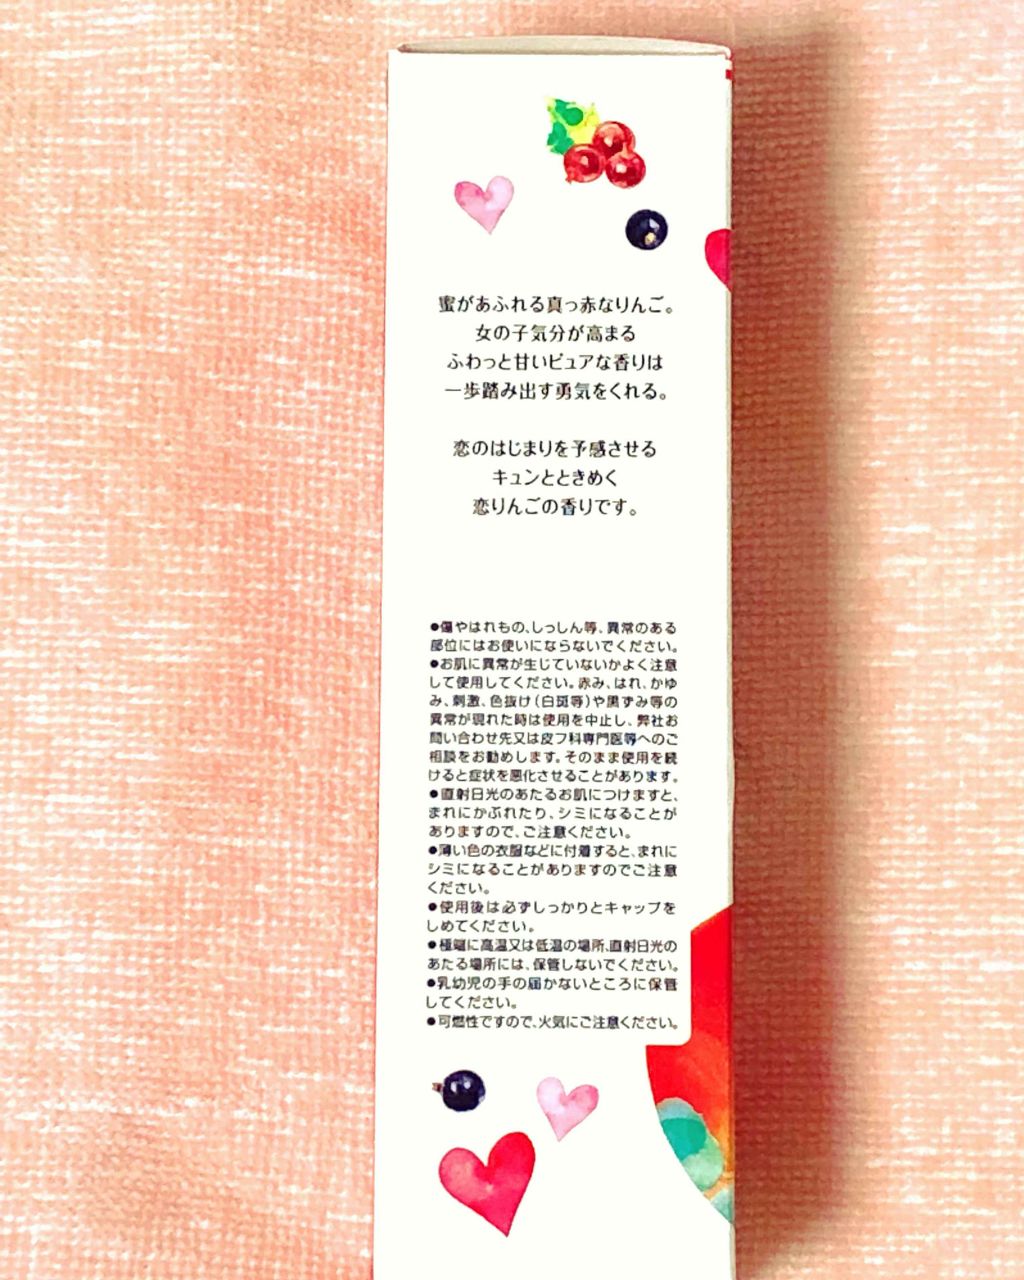 蜜があふれる真っ赤なりんご。
女の子気分が高まる
ふわっと甘いピュアな香りは
一歩踏み出す勇気をくれる。
恋のはじまりを予感させる
キュンとときめく
恋りんごの香りです。
●傷やはれもの、しっしん等、異常のある
部位にはお使いにならないでください。
●お肌に異常が生じていないかよく注意
して使用してください。赤み、はれ、かゆ
み、刺激、色抜け(白斑等)や黒ずみ等の
異常が現れた時は使用を中止し、弊社お
問い合わせ先又は皮フ科専門医等へのご
相談をお勧めします。そのまま使用を続
けると症状を悪化させることがあります。
●直射日光のあたるお肌につけますと、
まれにかぶれたり、シミになることが
ありますので、ご注意ください。
●薄い色の衣服などに付着すると、まれに
シミになることがありますのでご注意
ください。
●使用後は必ずしっかりとキャップを
しめてください。
●極端に高温又は低温の場所、直射日光の
あたる場所には、保管しないでください。
●乳幼児の手の届かないところに保管
してください。
●可燃性ですので、火気にご注意ください。